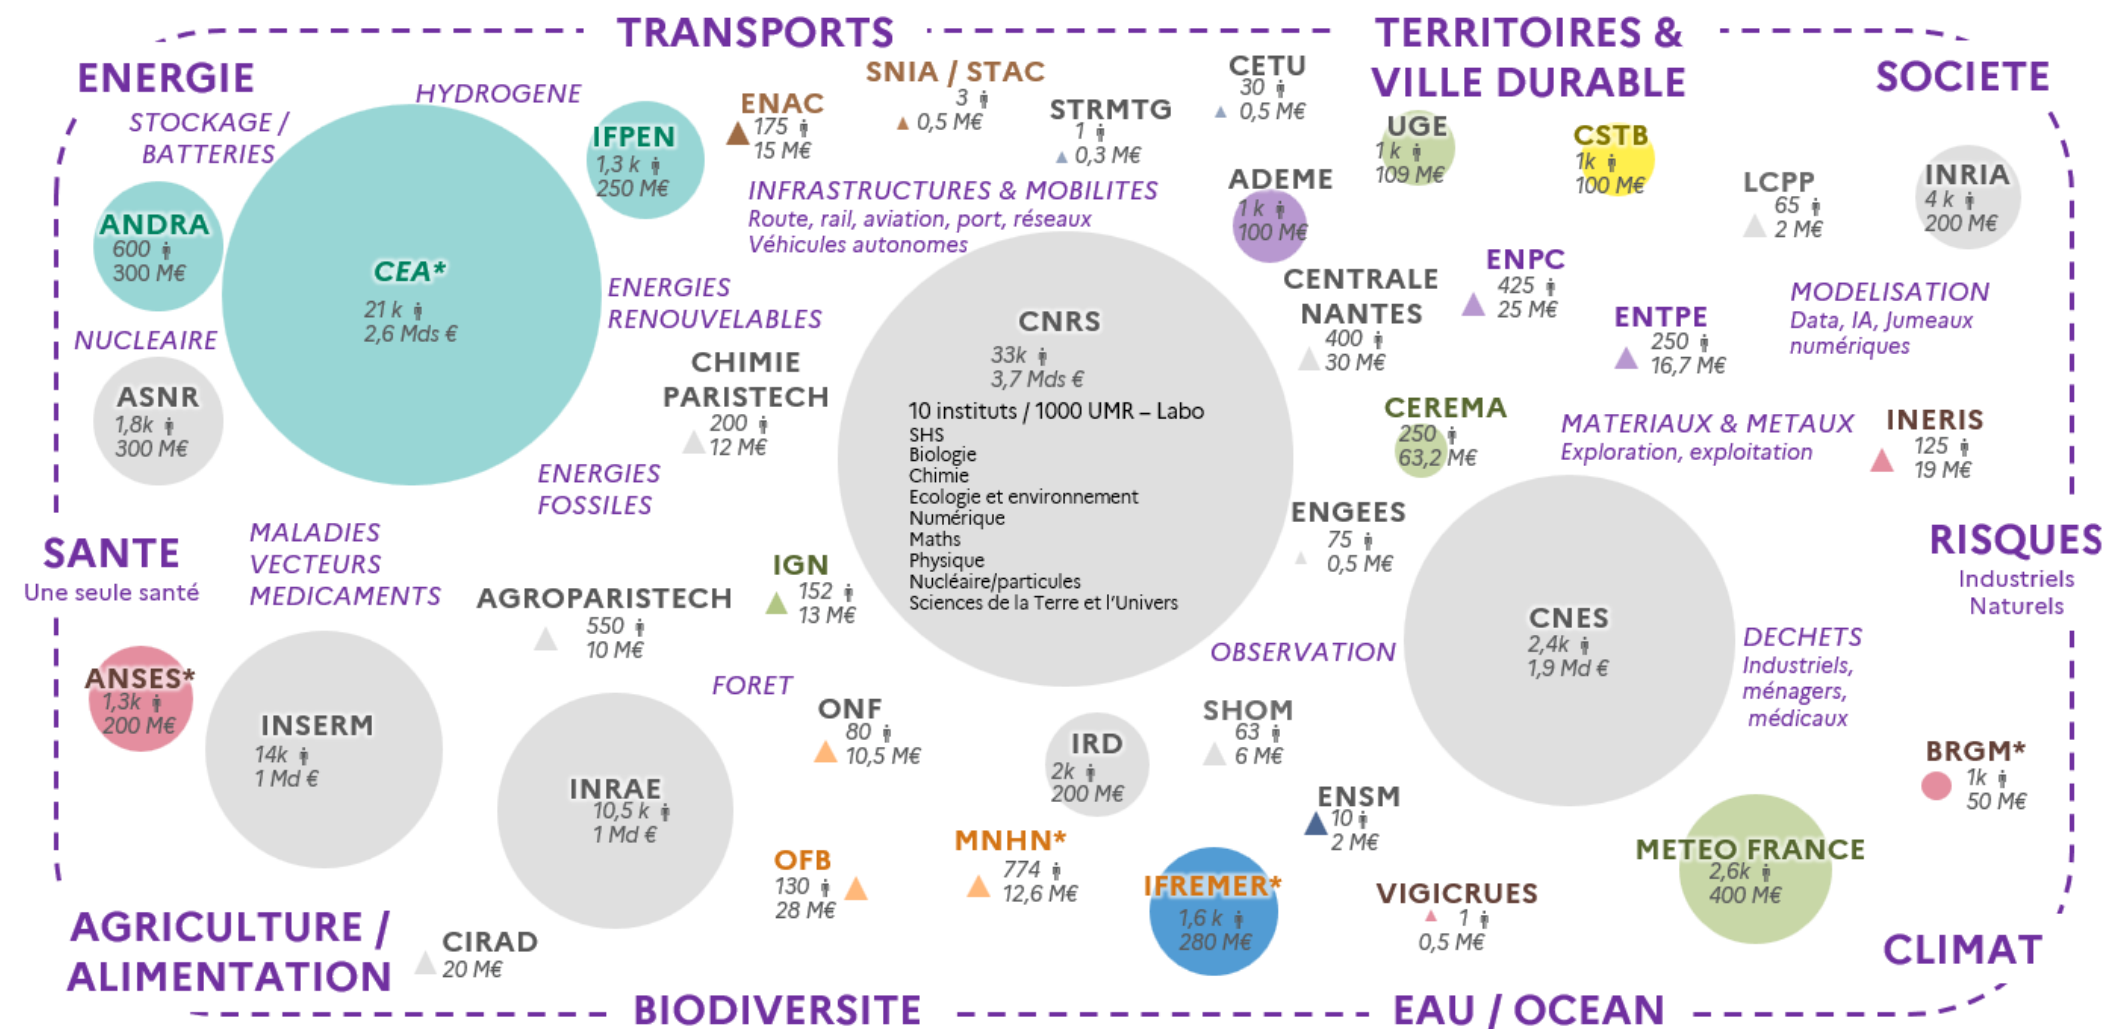 TRANSPORTS
TERRITOIRES &
VILLE DURABLE
ENERGIE
SOCIETE
HYDROGENE
STOCKAGE /
BATTERIES
IFPEN
1,3 k
250 M€
ENAC
175
15 M€
SNIA / STAC
3
0,5 M€
STRMTG
1
0,3 M€
CETU
30
0,5 M€
UGE
1 k
109 M€
CSTB
1k
100 M€
LCPP
65
2 M€
INRIA
4 k
200 M€
ADEME
1 k
100 M€
INFRASTRUCTURES & MOBILITES
Route, rail, aviation, port, réseaux
Véhicules autonomes
ANDRA
600
300 M€
CEA*
21 k
2,6 Mds €
ENERGIES
RENOUVELABLES
NUCLEAIRE
ASNR
1,8k
300 M€
CHIMIE
PARISTECH
200
12 M€
CNRS
33k
3,7 Mds €
10 instituts / 1000 UMR – Labo
SHS
Biologie
Chimie
Ecologie et environnement
Numérique
Maths
Physique
Nucléaire/particules
Sciences de la Terre et l'Univers
CENTRALE
NANTES
400
30 M€
ENPC
425
25 M€
ENTPE
250
16,7 M€
MODELISATION
Data, IA, Jumeaux
numériques
CEREMA
250
63,2 M€
MATERIAUX & METAUX
Exploration, exploitation
INERIS
125
19 M€
ENERGIES
FOSSILES
ENGEES
75
0,5 M€
SANTE
Une seule santé
MALADIES
VECTEURS
MEDICAMENTS
AGROPARISTECH
550
10 M€
IGN
152
13 M€
RISQUES
Industriels
Naturels
CNES
2,4k
1,9 Md €
OBSERVATION
DECHETS
Industriels,
ménagers,
médicaux
ANSES*
1,3k
200 M€
INSERM
14k
1 Md €
FORET
ONF
80
10,5 M€
INRAE
10,5 k
1 Md €
IRD
2k
200 M€
SHOM
63
6 M€
ENSM
10
2 M€
BRGM*
1k
50 M€
OFB
130
28 M€
MNHN*
774
12,6 M€
IFREMER*
1,6 k
280 M€
VIGICRUES
1
0,5 M€
METEO FRANCE
2,6k
400 M€
AGRICULTURE /
ALIMENTATION
CIRAD
20 M€
CLIMAT
BIODIVERSITE
EAU / OCEAN